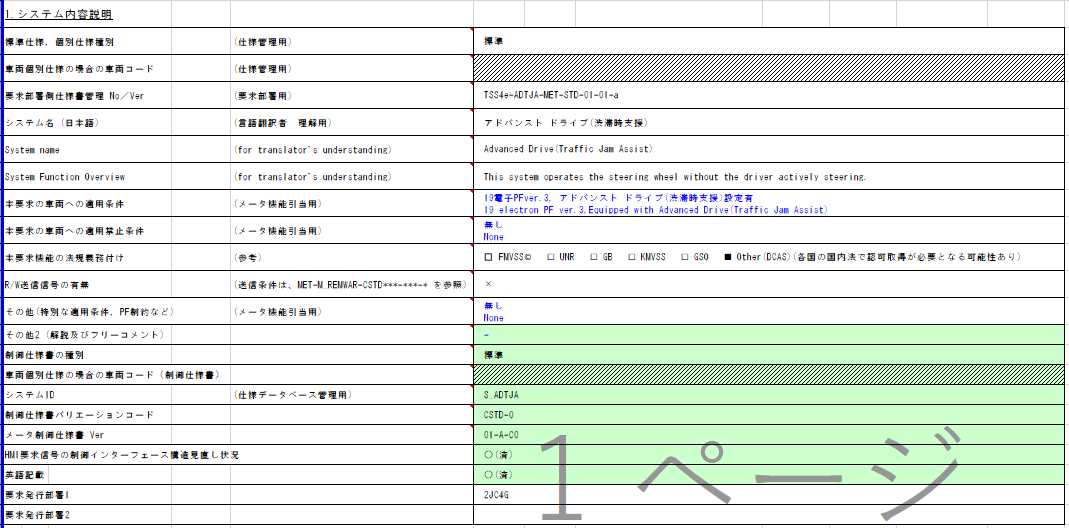 1.システム内容説明
標準仕様，個別仕様種別 (仕様管理用) 標準
車両個別仕様の場合の車両コード (仕様管理用)
要求部署側仕様書管理 No／Ver (要求部署用) TSS4e-ADTJA-MET-STD-01-01-a
システム名 (日本語) (言語翻訳者　理解用) アドバンスト ドライブ(渋滞時支援)
System name (for translator's understanding) Advanced Drive(Traffic Jam Assist)
System Function Overview (for translator's understanding) This system operates the steering wheel without the driver actively steering.
本要求の車両への適用条件 (メータ機能引当用) 19電子PFver.3, アドバンスト ドライブ(渋滞時支援)設定有
19 electron PF ver.3,Equipped with Advanced Drive(Traffic Jam Assist)
本要求の車両への適用禁止条件 (メータ機能引当用) 無し
None
本要求機能の法規義務付け (参考) □ FMVSS© □ UNR □ GB □ KMVSS □ GSO ■ Other(DCAS)(各国の国内法で認可取得が必要となる可能性あり)
R/W送信信号の有無 (送信条件は、MET-M_REMWAR-CSTD***-***-* を参照) ×
その他(特別な適用条件，PF制約など) (メータ機能引当用) 無し
None
その他2 (解説及びフリーコメント) -
制御仕様書の種別 標準
車両個別仕様の場合の車両コード (制御仕様書)
システムID (仕様データベース管理用) S_ADTJA
制御仕様書バリエーションコード CSTD-0
メータ制御仕様書 Ver 01-A-C0
HMI要求信号の制御インターフェース構造見直し状況 ○(済)
英語記載 ○(済)
要求発行部署1 2JC4G
要求発行部署2
1 ページ